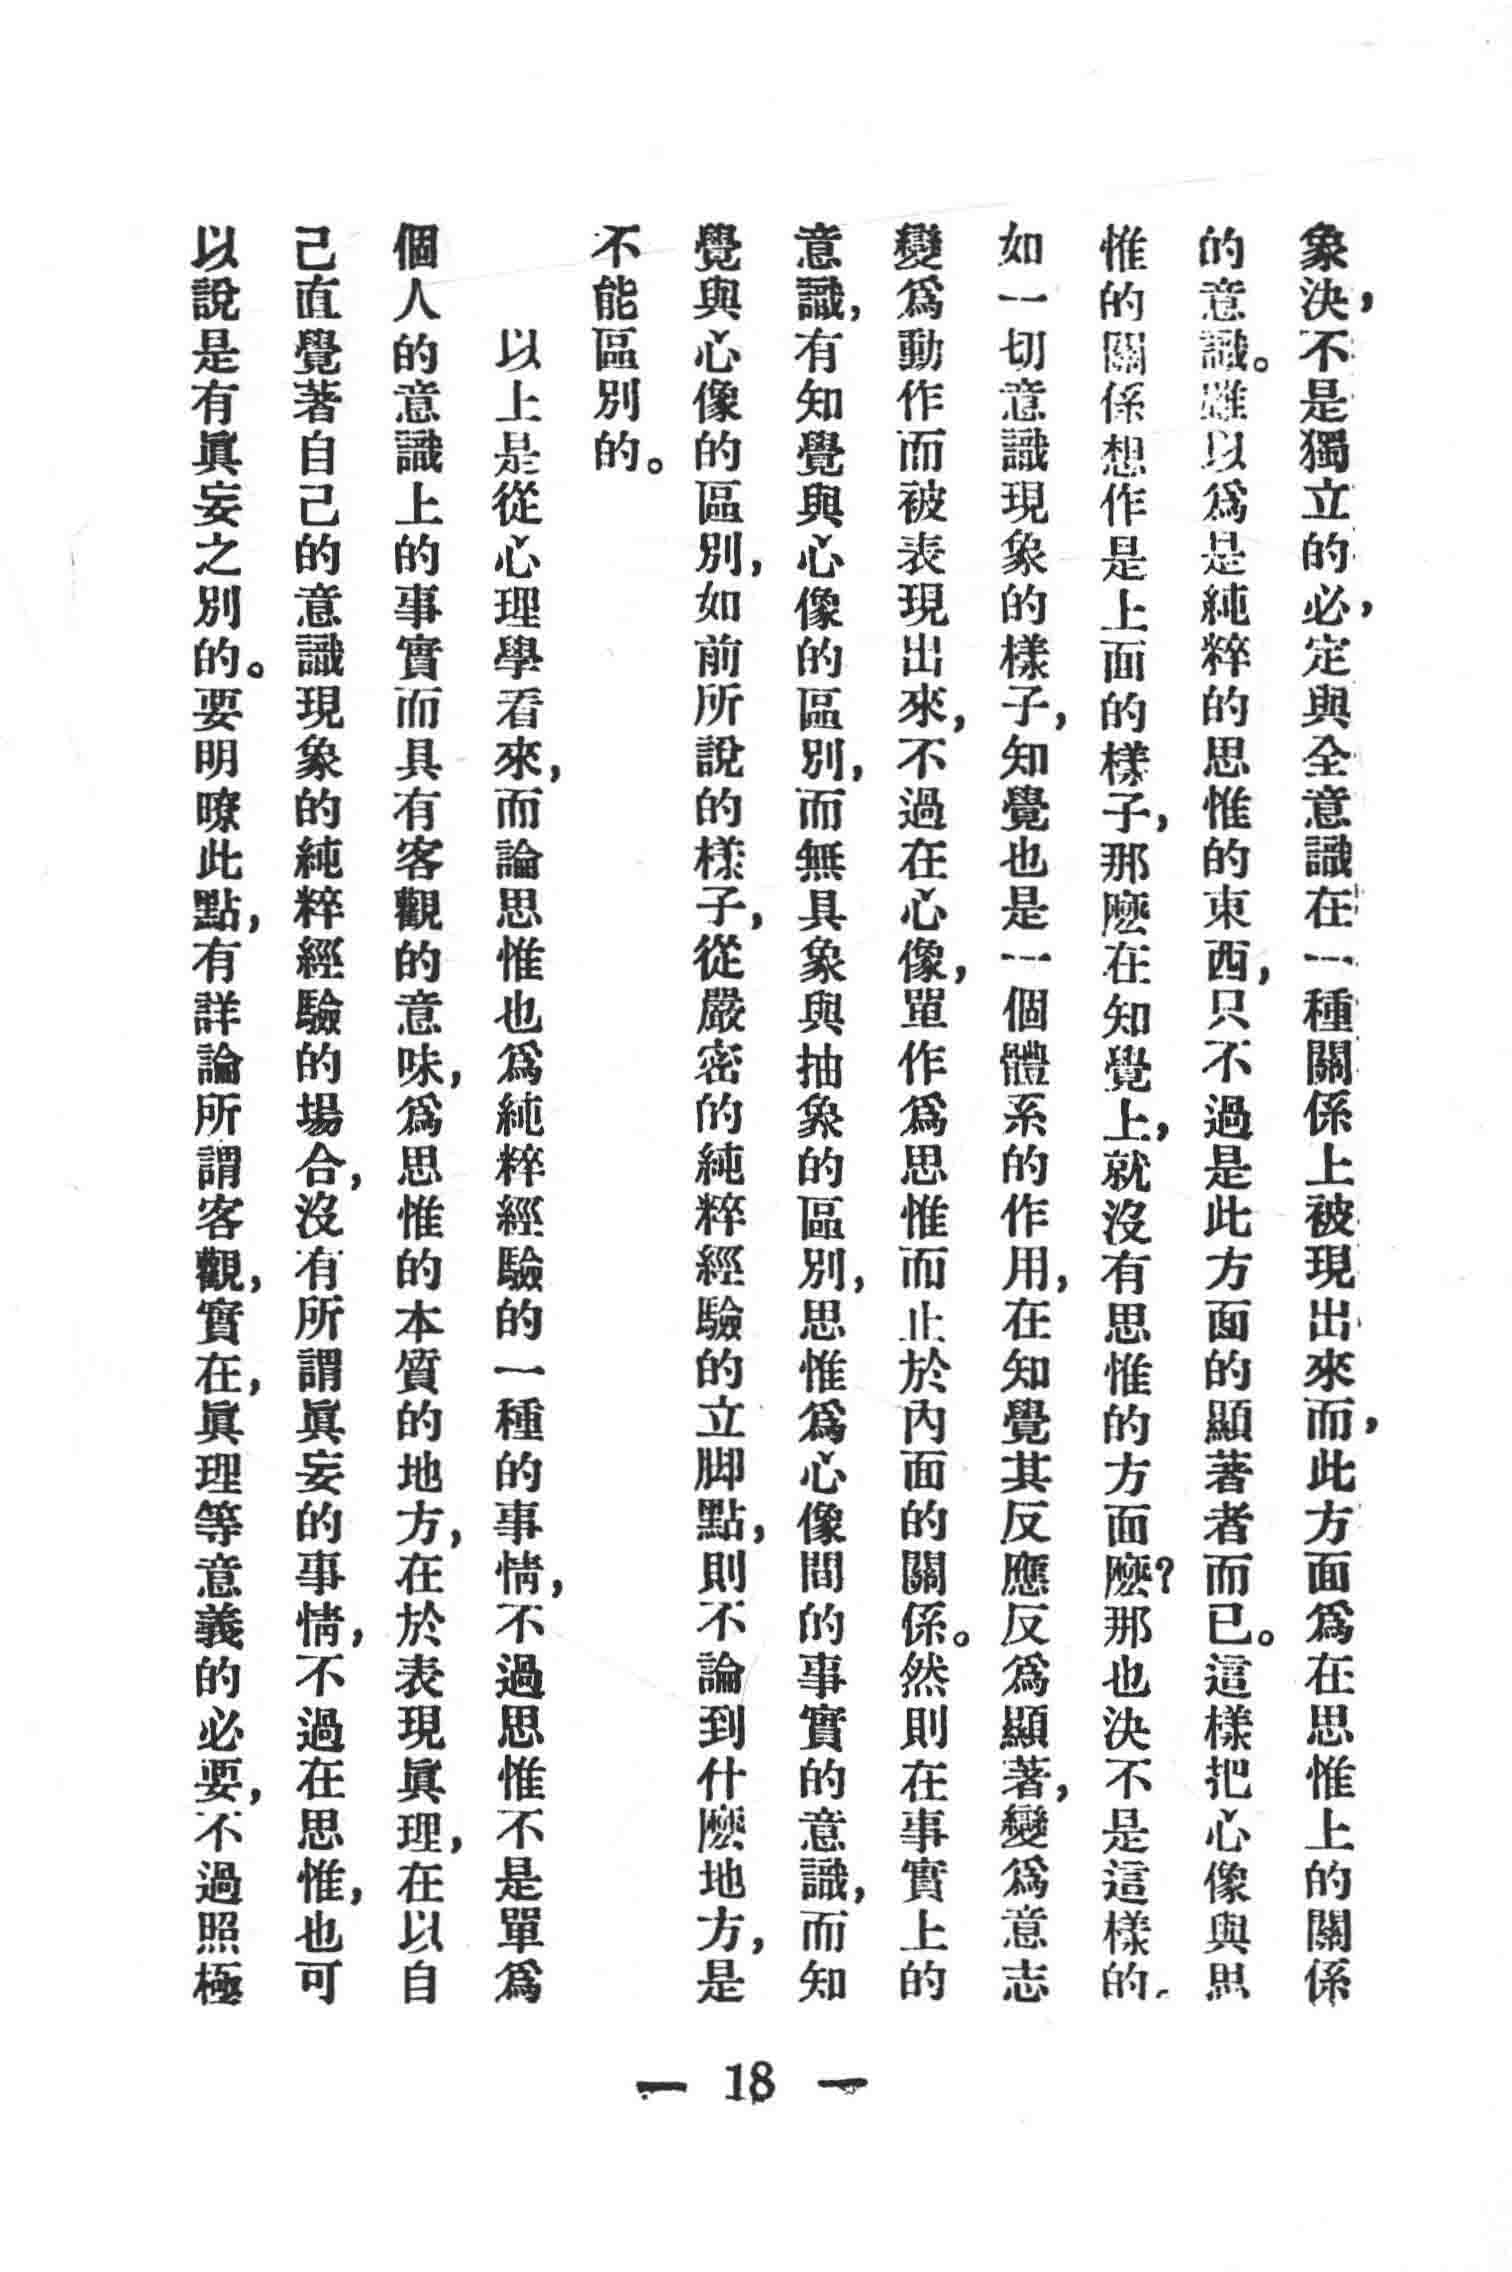 象決，不是獨立的必，定與全意識在一種關係上被現出來而，此方面爲在思惟上的關係
的意識。雖以爲是純粹的思惟的東西，只不過是此方面的顯著者而已。這樣把心像與思
惟的關係想作是上面的樣子，那麽在知覺上，就沒有思惟的方面麽？那也決不是這樣的。
如一切意識現象的樣子，知覺也是一個體系的作用，在知覺其反應反爲顯著，變爲意志
變爲動作而被表現出來，不過在心像，單作爲思惟而止於內面的關係。然則在事實上的
意識，有知覺與心像的區別，而無具象與抽象的區別，思惟爲心像間的事實的意識，而知
覺與心像的區別，如前所說的樣子，從嚴密的純粹經驗的立脚點，則不論到什麽地方，是
不能區別的。
以上是從心理學看來，而論思惟也爲純粹經驗的一種的事情，不過思惟不是單爲
個人的意識上的事實而具有客觀的意味，爲思惟的本質的地方，在於表現眞理，在以自
己直覺著自己的意識現象的純粹經驗的場合，沒有所謂眞妄的事情，不過在思惟，也可
以說是有眞妄之別的。要明暸此點，有詳論所謂客觀，實在，眞理等意義的必要，不過照極
— 18 —